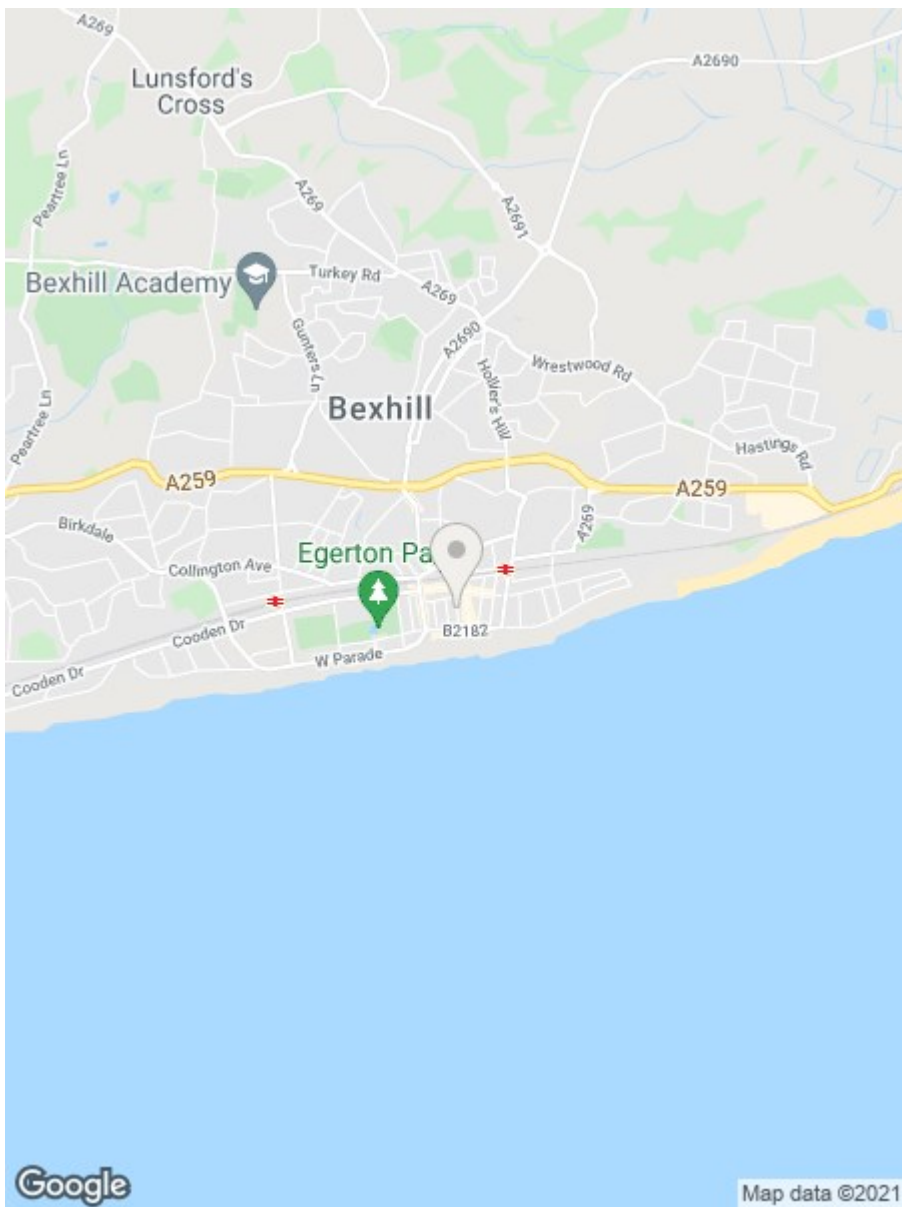 A269
A2690
Lunsford's
Cross
Peartree Ln
A269
A2691
Bexhill Academy
Turkey Rd
A269
A2690
Gunters Ln
Hollier's Hill
Wrestwood Rd
Bexhill
Peartree Ln
Hastings Rd
A259
A259
Birkdale
A269
Egerton Pa
Collington Ave
Cooden Dr
B2182
W Parade
Cooden Dr
Google
Map data ©2021